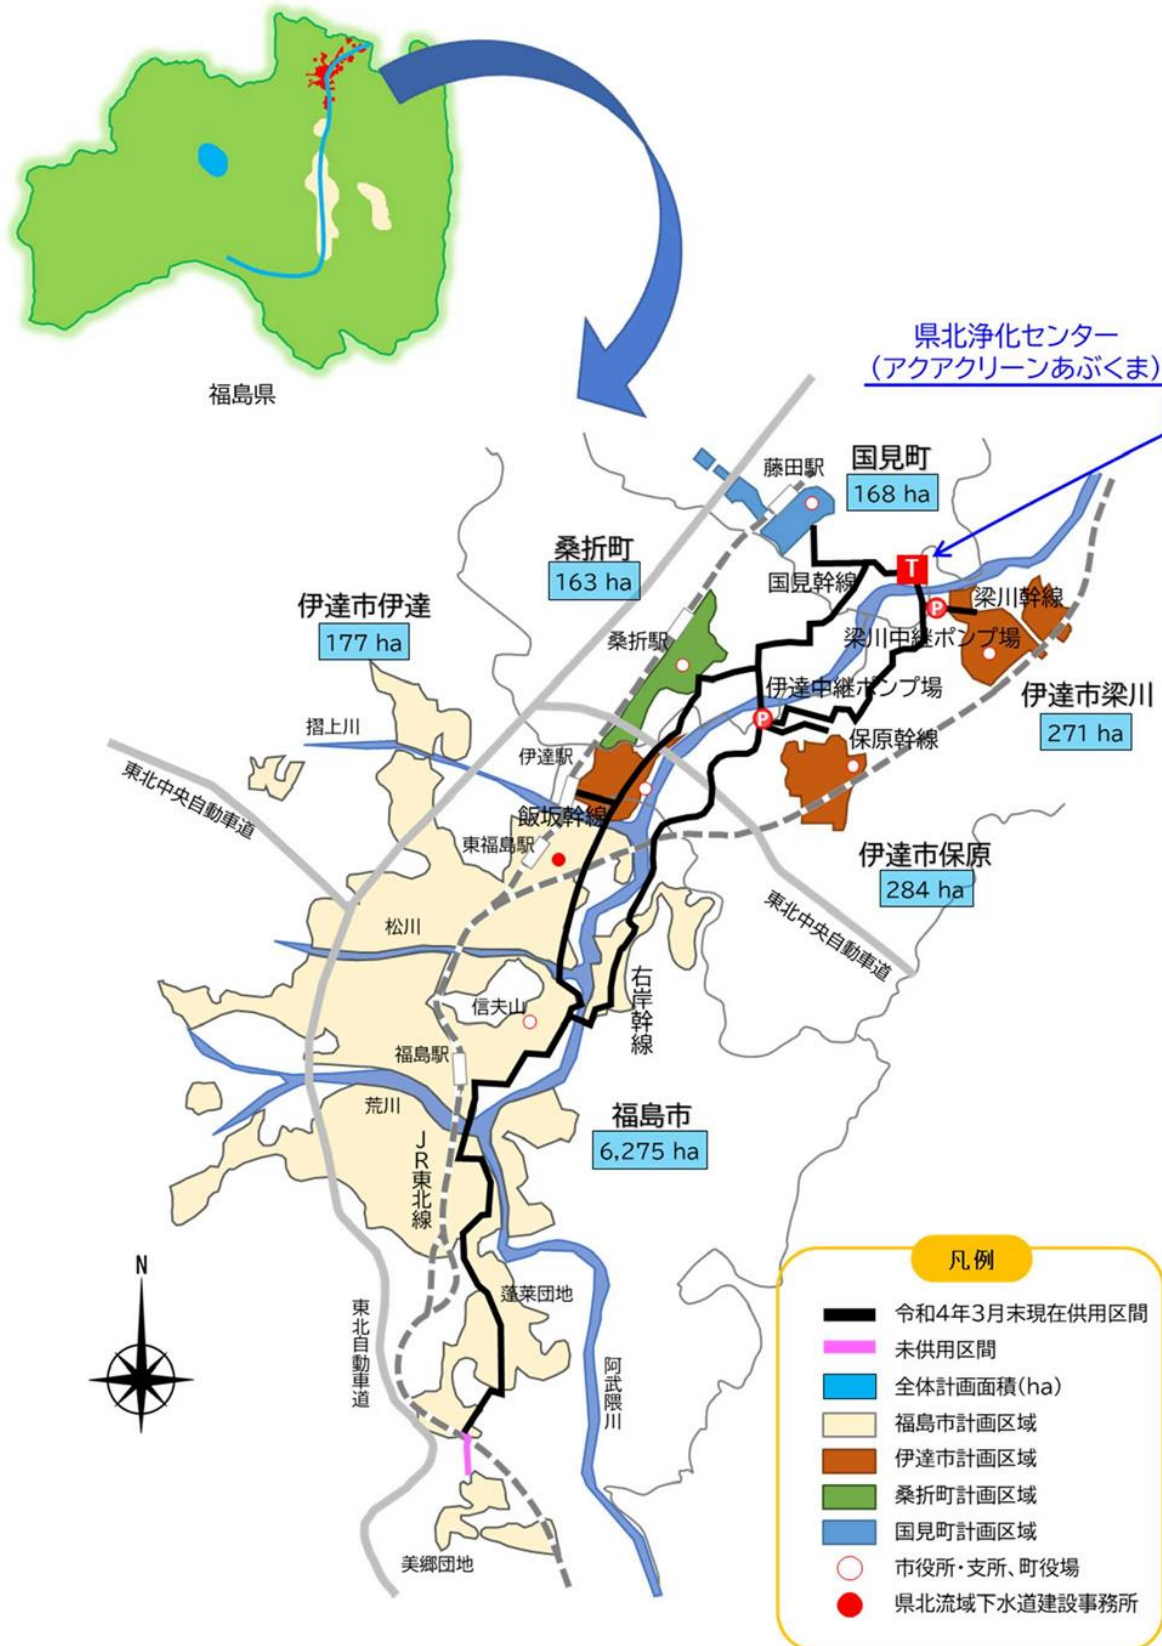 福島県
県北浄化センター
(アクアクリーンあぶくま)
藤田駅
国見町
168 ha
桑折町
163 ha
国見幹線
T
P
梁川幹線
伊達市伊達
177 ha
桑折駅
梁川中継ポンプ場
伊達中継ポンプ場
P
伊達市梁川
271 ha
摺上川
伊達駅
保原幹線
東北中央自動車道
飯坂幹線
東福島駅
伊達市保原
284 ha
東北中央自動車道
松川
信夫山
右岸幹線
福島駅
荒川
福島市
6,275 ha
JR東北線
N
蓬莱団地
東北自動車道
阿武隈川
美郷団地
凡例
令和4年3月末現在供用区間
未供用区間
全体計画面積(ha)
福島市計画区域
伊達市計画区域
桑折町計画区域
国見町計画区域
市役所・支所、町役場
県北流域下水道建設事務所